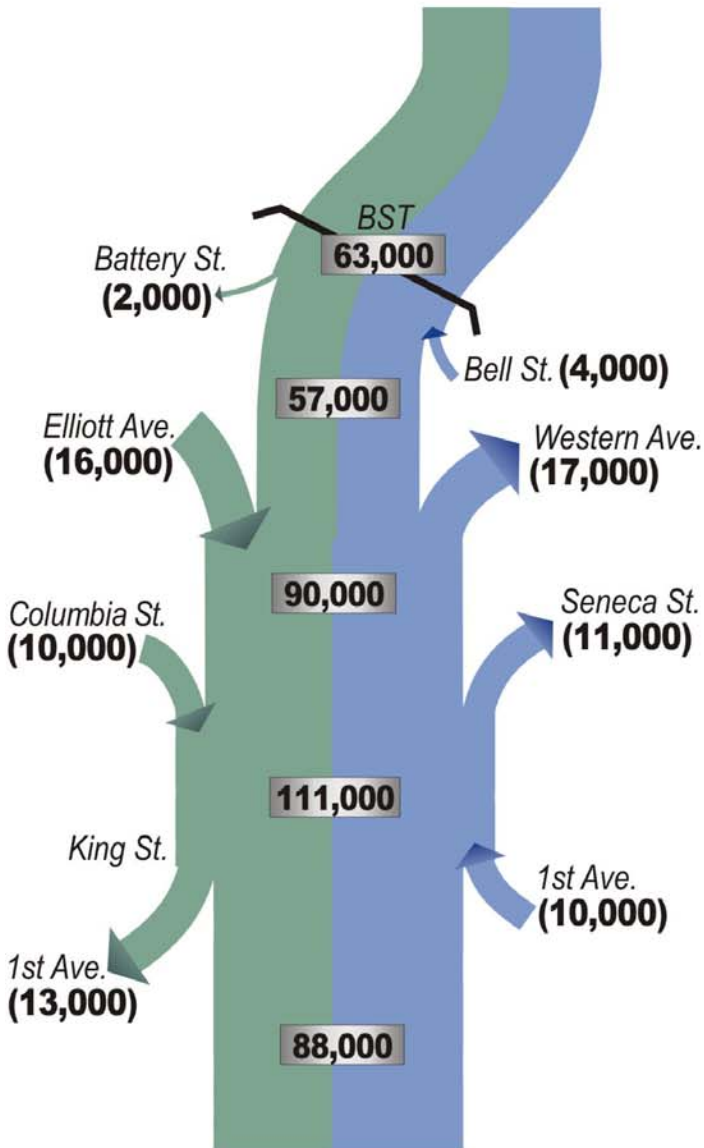 BST
63,000
Battery St.
(2,000)
Bell St. (4,000)
57,000
Elliott Ave.
(16,000)
Western Ave.
(17,000)
90,000
Columbia St.
(10,000)
Seneca St.
(11,000)
111,000
King St.
1st Ave.
(10,000)
1st Ave.
(13,000)
88,000